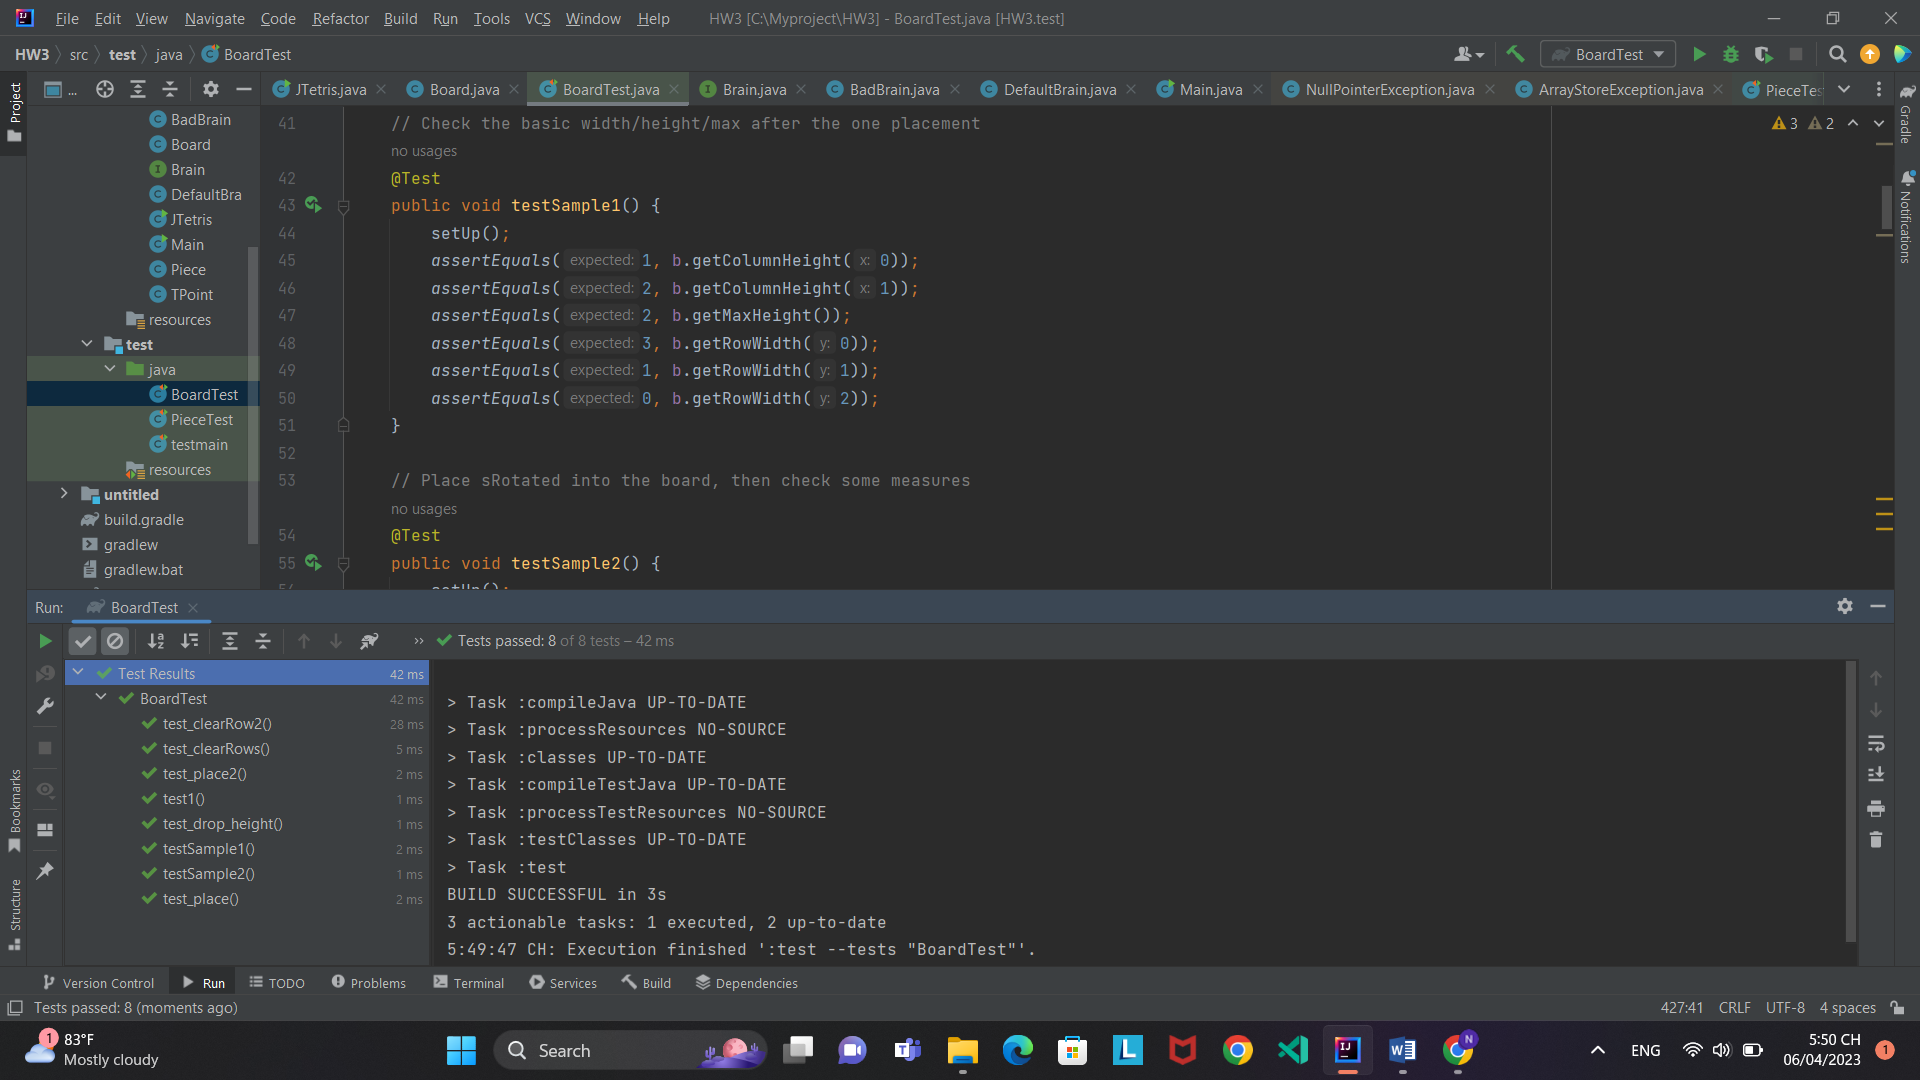 File Edit View Navigate Code Refactor Build Run Tools VCS Window Help HW3 [C:\Myproject\HW3] - BoardTest.java [HW3.test]
HW3 src test java BoardTest
BoardTest
Project
...
JTetris.java Board.java BoardTest.java Brain.java BadBrain.java DefaultBrain.java Main.java NullPointerException.java ArrayStoreException.java PieceTes
Gradle
Notifications
BadBrain
Board
Brain
DefaultBra
JTetris
Main
Piece
TPoint
resources
test
java
BoardTest
PieceTest
testmain
resources
untitled
build.gradle
gradlew
gradlew.bat
3 2
41 // Check the basic width/height/max after the one placement
no usages
42 @Test
43 public void testSample1() {
44 setUp();
45 assertEquals( expected: 1, b.getColumnHeight( x: 0));
46 assertEquals( expected: 2, b.getColumnHeight( x: 1));
47 assertEquals( expected: 2, b.getMaxHeight());
48 assertEquals( expected: 3, b.getRowWidth( y: 0));
49 assertEquals( expected: 1, b.getRowWidth( y: 1));
50 assertEquals( expected: 0, b.getRowWidth( y: 2));
51 }
52
53 // Place sRotated into the board, then check some measures
no usages
54 @Test
55 public void testSample2() {
56 setUp();
Run: BoardTest
Tests passed: 8 of 8 tests – 42 ms
Test Results 42 ms
BoardTest 42 ms
test_clearRow2() 28 ms
test_clearRows() 5 ms
test_place2() 2 ms
test1() 1 ms
test_drop_height() 1 ms
testSample1() 2 ms
testSample2() 1 ms
test_place() 2 ms
> Task :compileJava UP-TO-DATE
> Task :processResources NO-SOURCE
> Task :classes UP-TO-DATE
> Task :compileTestJava UP-TO-DATE
> Task :processTestResources NO-SOURCE
> Task :testClasses UP-TO-DATE
> Task :test
BUILD SUCCESSFUL in 3s
3 actionable tasks: 1 executed, 2 up-to-date
5:49:47 CH: Execution finished ':test --tests "BoardTest"'.
Bookmarks
Structure
Version Control Run TODO Problems Terminal Services Build Dependencies
Tests passed: 8 (moments ago) 427:41 CRLF UTF-8 4 spaces
1 83°F
Mostly cloudy
Search
ENG
5:50 CH
06/04/2023
1